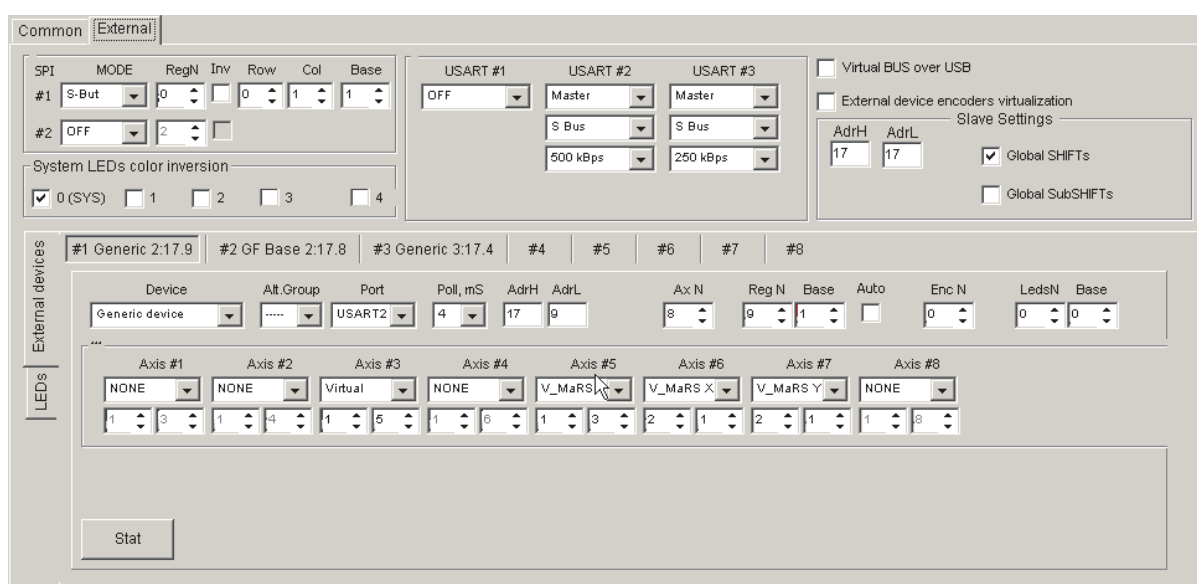 Common External
SPI MODE RegN Inv Row Col Base
#1 S-But 0 0 1 1
#2 OFF 2
System LEDs color inversion
0 (SYS) 1 2 3 4
USART #1 USART #2 USART #3
OFF Master Master
S Bus S Bus
500 kBps 250 kBps
Virtual BUS over USB
External device encoders virtualization
Slave Settings
AdrH AdrL
17 17 Global SHIFTs
Global SubSHIFTs
External devices
LEDs
#1 Generic 2:17.9 #2 GF Base 2:17.8 #3 Generic 3:17.4 #4 #5 #6 #7 #8
Device Alt.Group Port Poll, mS AdrH AdrL Ax N Reg N Base Auto Enc N LedsN Base
Generic device ----- USART2 4 17 9 8 9 1 0 0 0
...
Axis #1 Axis #2 Axis #3 Axis #4 Axis #5 Axis #6 Axis #7 Axis #8
NONE NONE Virtual NONE V_MaRS V_MaRS X V_MaRS Y NONE
1 3 1 4 1 5 1 6 1 3 2 1 2 1 1 8
Stat